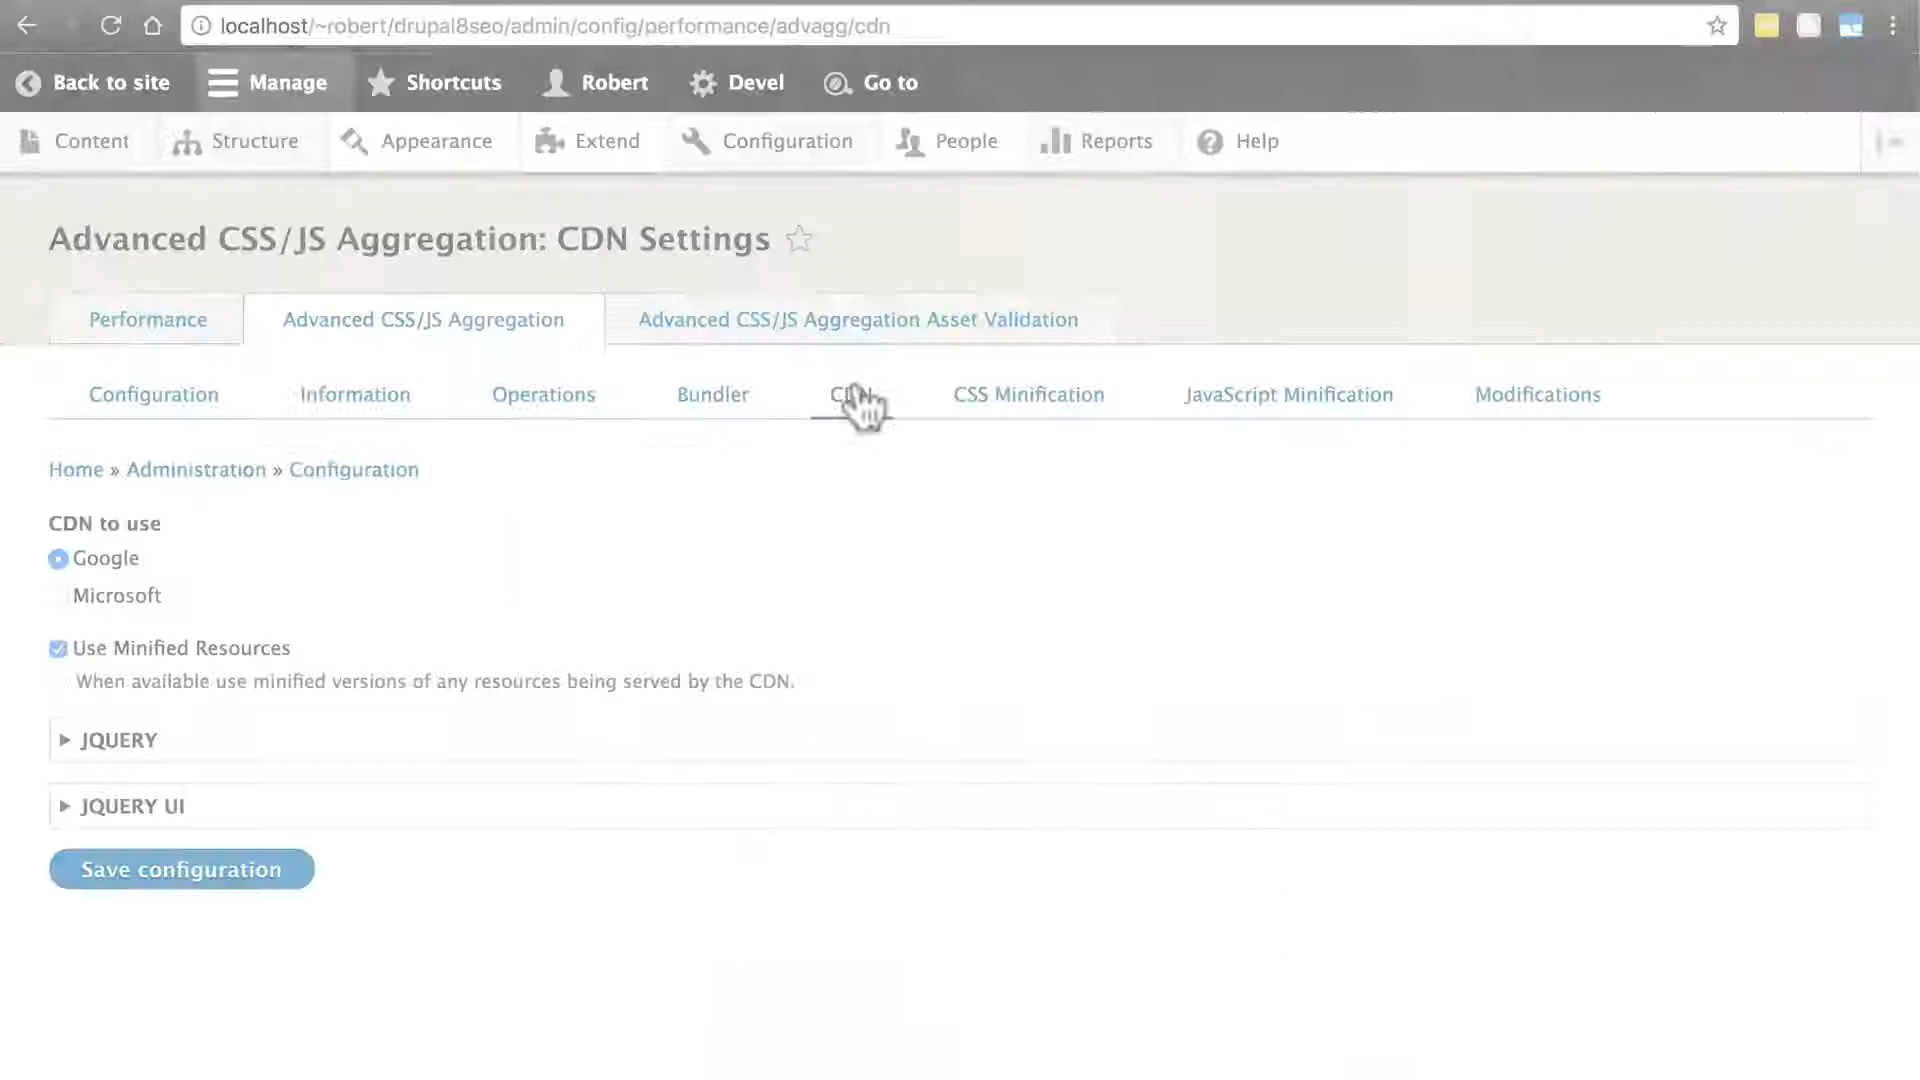 localhost/~robert/drupal8seo/admin/config/performance/advagg/cdn
Back to site Manage Shortcuts Robert Devel Go to
Content Structure Appearance Extend Configuration People Reports Help
Advanced CSS/JS Aggregation: CDN Settings
Performance Advanced CSS/JS Aggregation Advanced CSS/JS Aggregation Asset Validation
Configuration Information Operations Bundler CDN CSS Minification JavaScript Minification Modifications
Home » Administration » Configuration
CDN to use
Google
Microsoft
Use Minified Resources
When available use minified versions of any resources being served by the CDN.
JQUERY
JQUERY UI
Save configuration